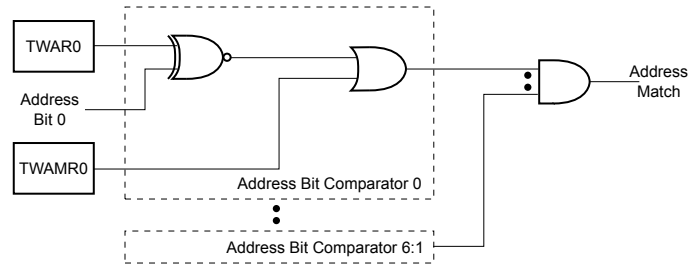 TWAR0
Address
Bit 0
Address
Match
TWAMR0
Address Bit Comparator 0
Address Bit Comparator 6:1